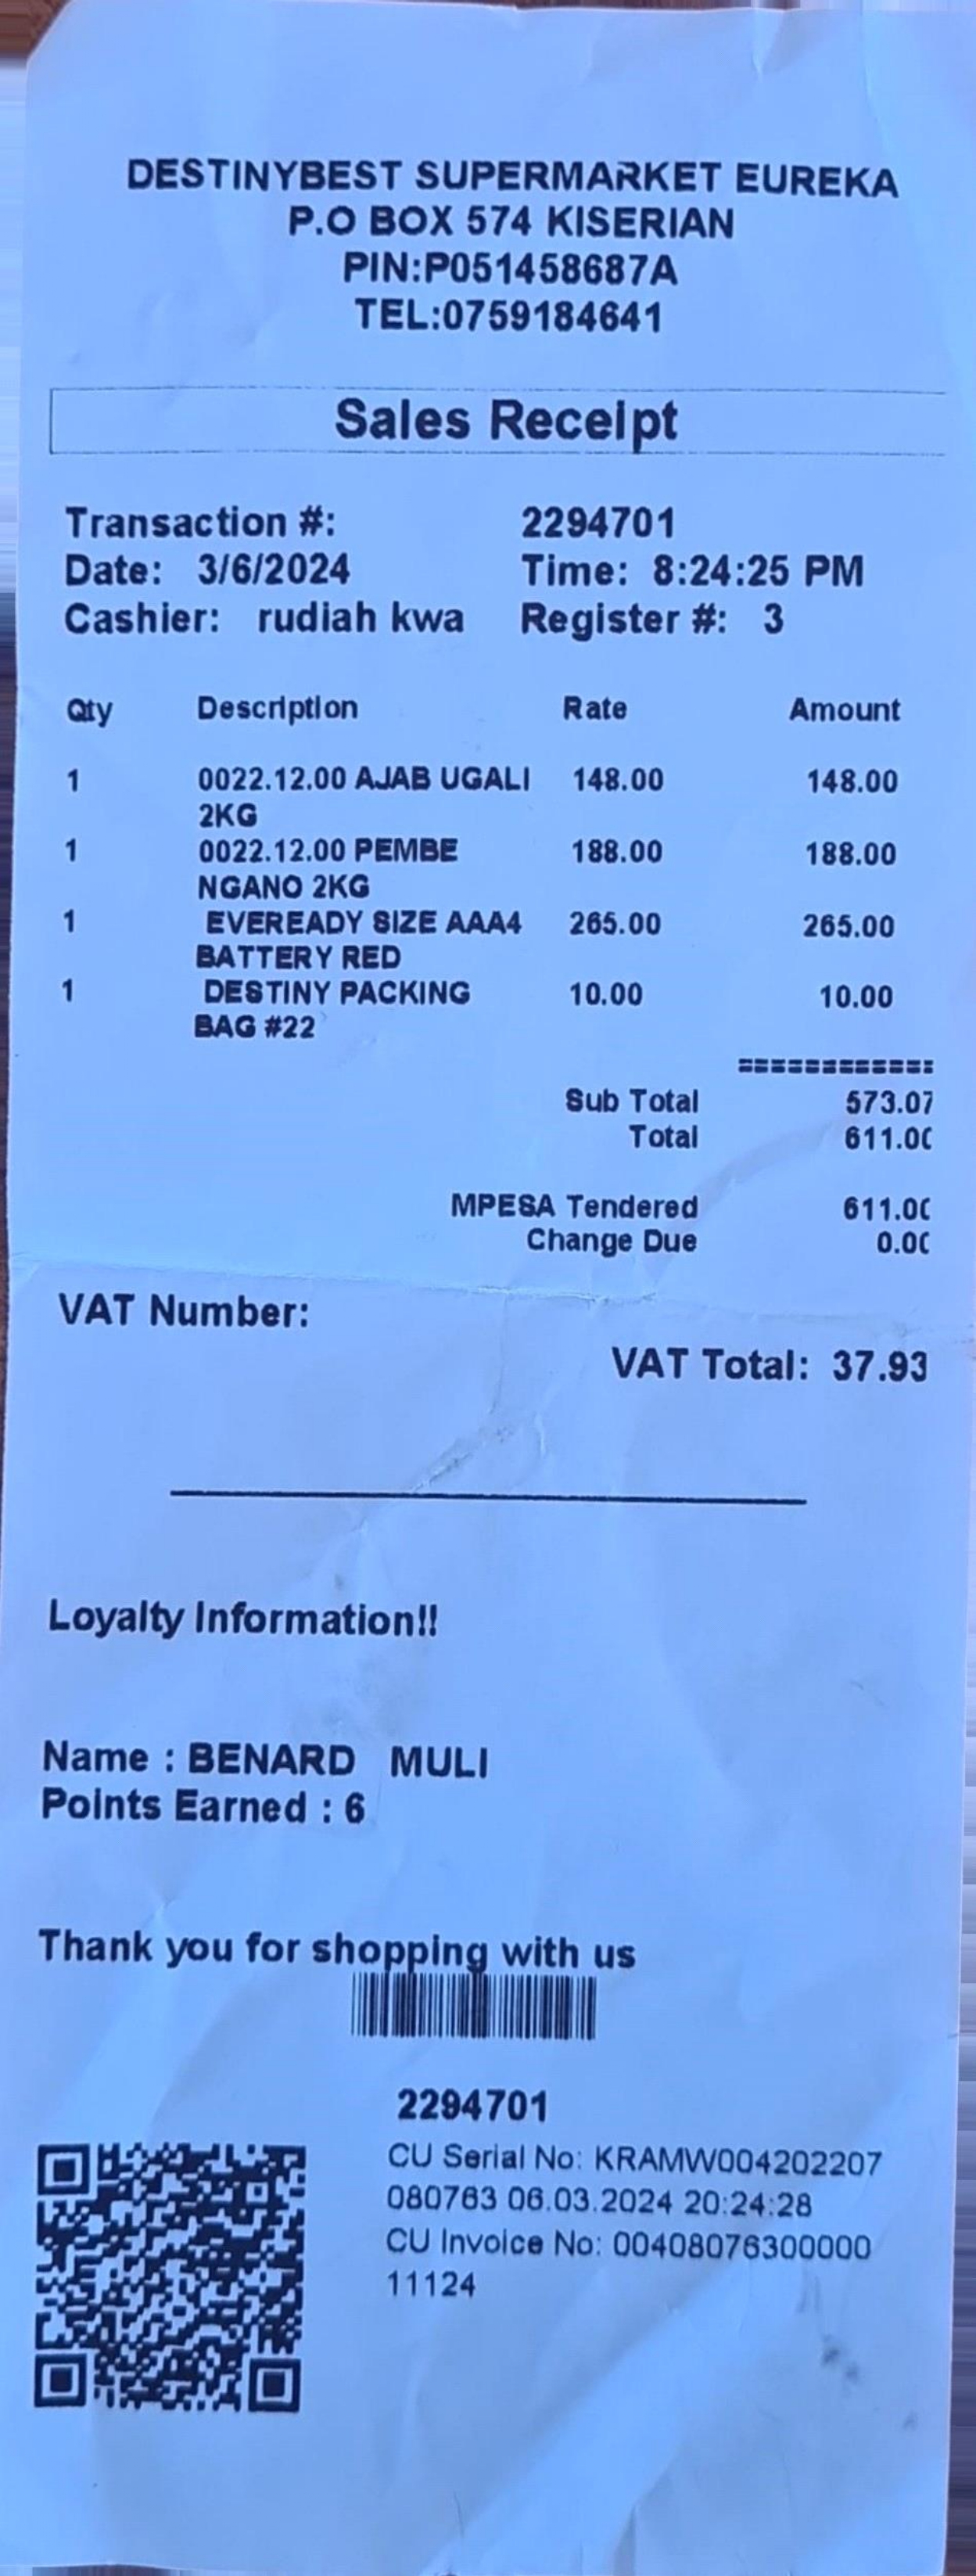 DESTINYBEST SUPERMARKET EUREKA
P.O BOX 574 KISERIAN
PIN:P051458687A
TEL:0759184641
Sales Receipt
Transaction #: 2294701
Date: 3/6/2024 Time: 8:24:25 PM
Cashier: rudiah kwa Register #: 3
Qty Description Rate Amount
1 0022.12.00 AJAB UGALI 148.00 148.00
2KG
1 0022.12.00 PEMBE 188.00 188.00
NGANO 2KG
1 EVEREADY SIZE AAA4 265.00 265.00
BATTERY RED
1 DESTINY PACKING 10.00 10.00
BAG #22
============
Sub Total 573.07
Total 611.00
MPESA Tendered 611.00
Change Due 0.00
VAT Number:
VAT Total: 37.93
Loyalty Information!!
Name : BENARD MULI
Points Earned : 6
Thank you for shopping with us
2294701
CU Serial No: KRAMW004202207
080763 06.03.2024 20:24:28
CU Invoice No: 00408076300000
11124